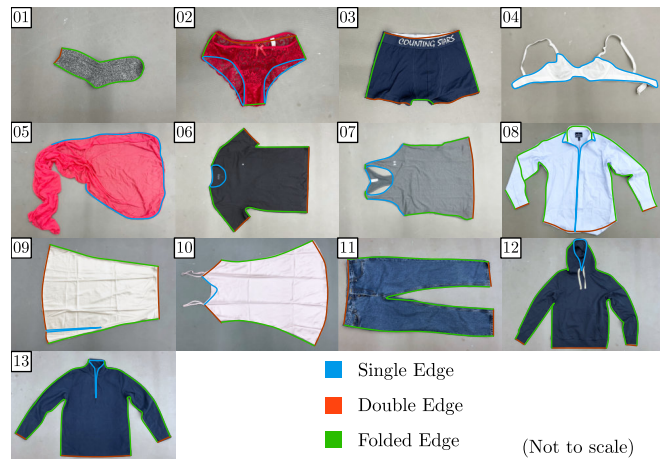 01
02
03
04
COUNTING STARS
05
06
07
08
09
10
11
12
13
Single Edge
Double Edge
Folded Edge
(Not to scale)